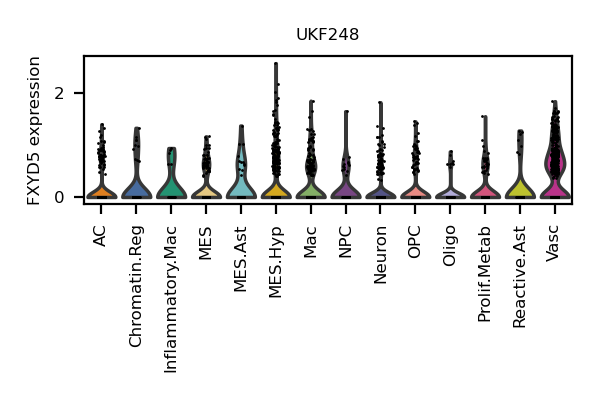 UKF248
FXYD5 expression
2
0
AC
Chromatin.Reg
Inflammatory.Mac
MES
MES.Ast
MES.Hyp
Mac
NPC
Neuron
OPC
Oligo
Prolif.Metab
Reactive.Ast
Vasc